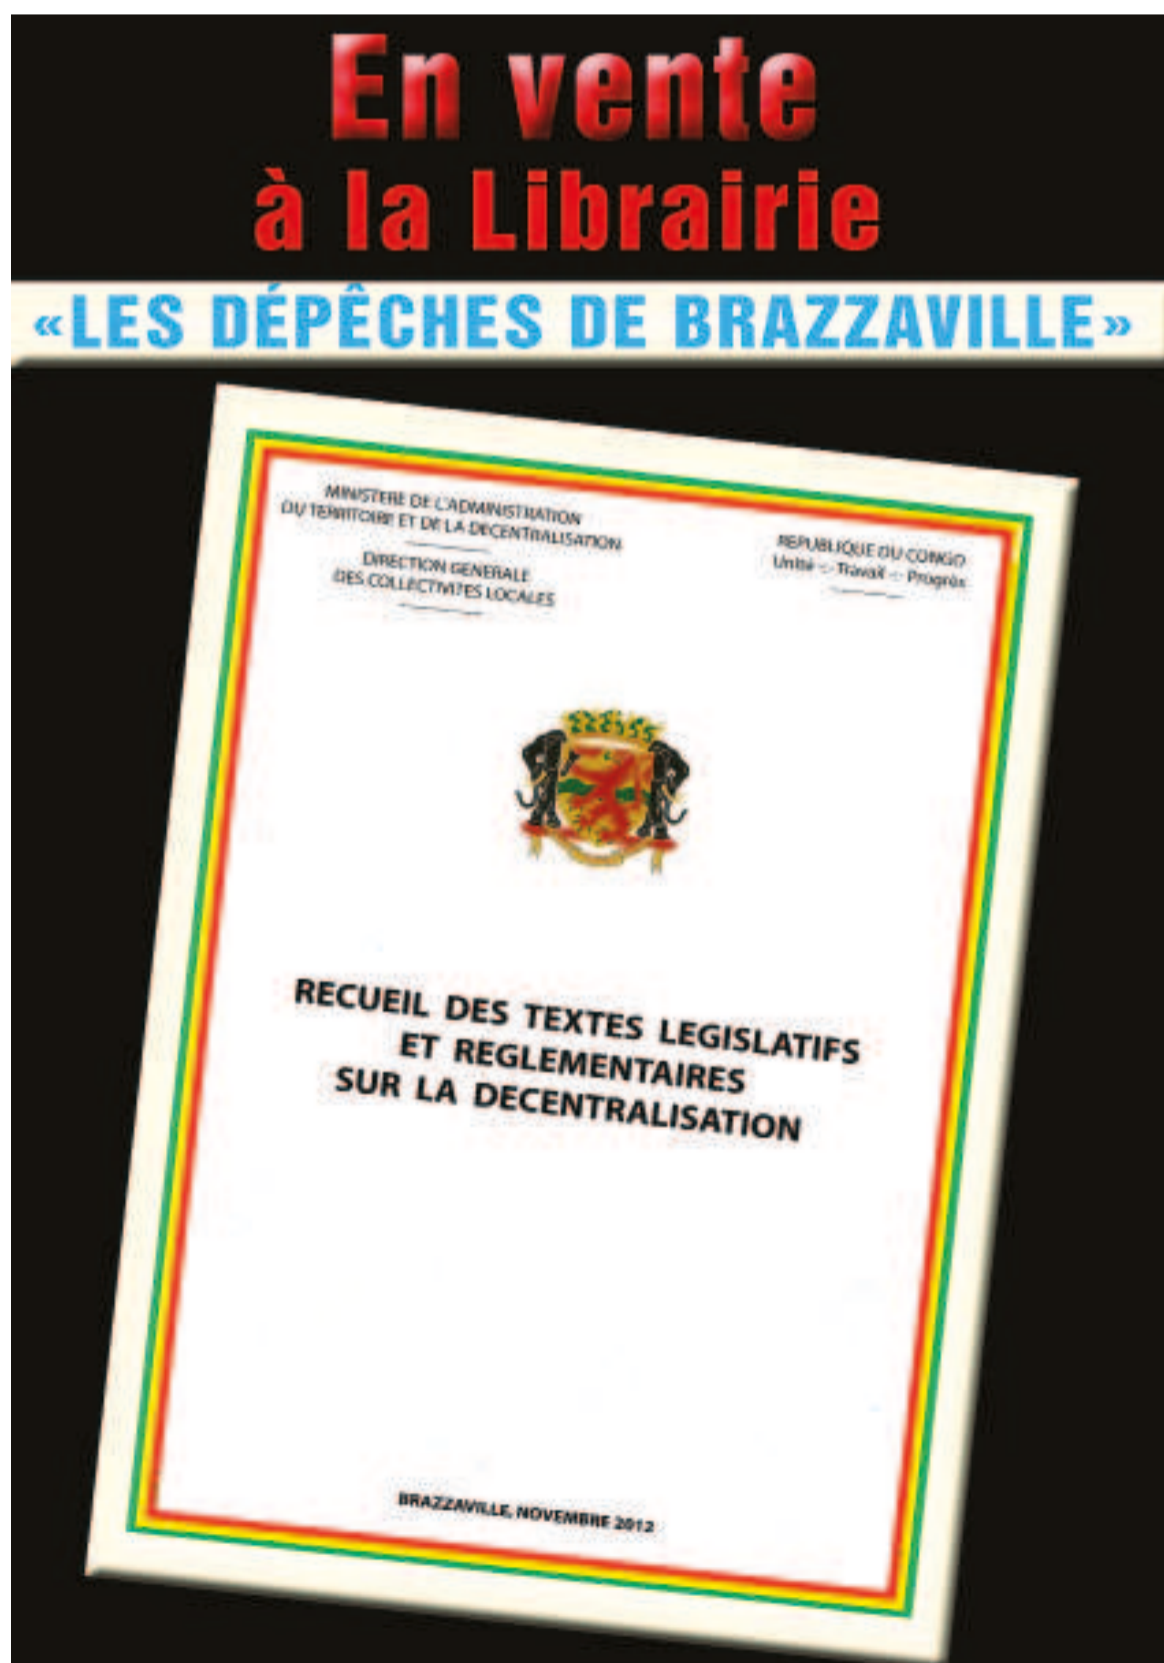 En vente
à la Librairie
«LES DÉPÊCHES DE BRAZZAVILLE»
MINISTERE DE L'ADMINISTRATION
DU TERRITOIRE ET DE LA DECENTRALISATION
DIRECTION GENERALE
DES COLLECTIVITES LOCALES
REPUBLIQUE DU CONGO
Unité - Travail - Progrès
RECUEIL DES TEXTES LEGISLATIFS
ET REGLEMENTAIRES
SUR LA DECENTRALISATION
BRAZZAVILLE, NOVEMBRE 2012